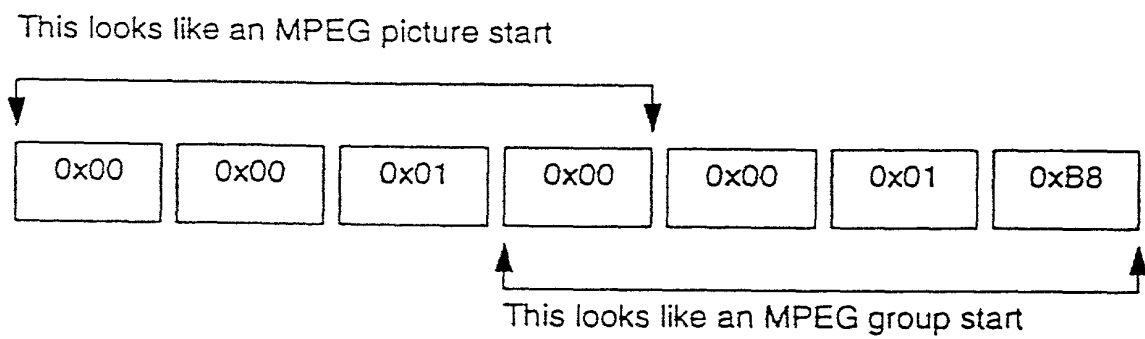 This looks like an MPEG picture start
0x00 0x00 0x01 0x00 0x00 0x01 0xB8
This looks like an MPEG group start